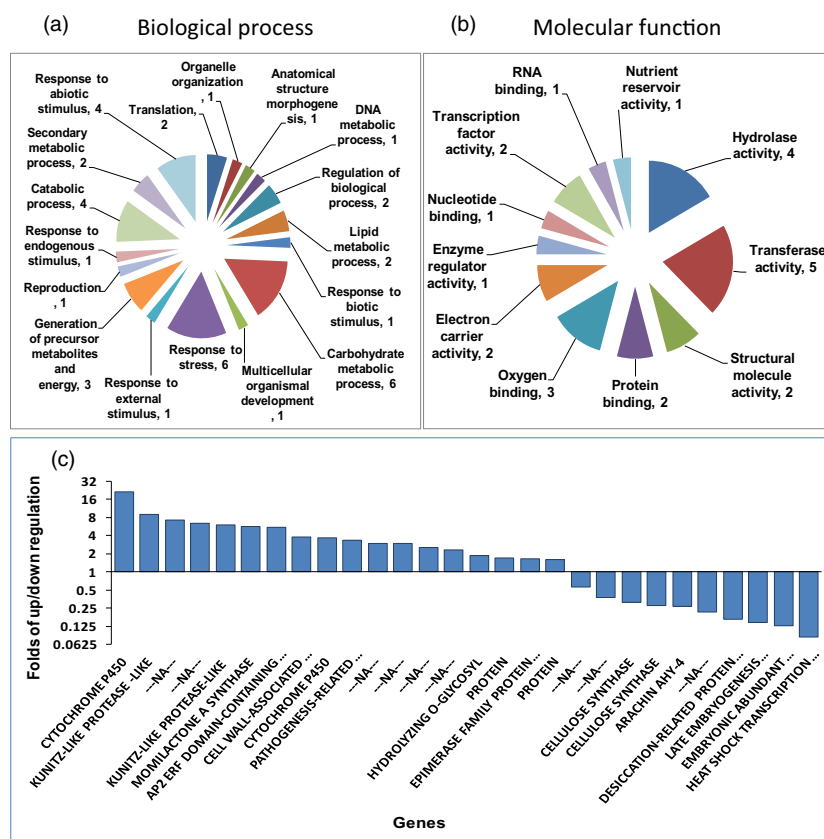 (a) Biological process
Response to
abiotic
stimulus, 4
Organelle
organization
, 1
Translation,
2
Anatomical
structure
morphogene
sis, 1
DNA
metabolic
process, 1
Regulation of
biological
process, 2
Lipid
metabolic
process, 2
Response to
biotic
stimulus, 1
Carbohydrate
metabolic
process, 6
Multicellular
organismal
development
, 1
Response to
stress, 6
Response to
external
stimulus, 1
Generation
of precursor
metabolites
and
energy, 3
Reproduction
, 1
Response to
endogenous
stimulus, 1
Catabolic
process, 4
Secondary
metabolic
process, 2
(b) Molecular function
RNA
binding, 1
Nutrient
reservoir
activity, 1
Hydrolase
activity, 4
Transferase
activity, 5
Structural
molecule
activity, 2
Protein
binding, 2
Oxygen
binding, 3
Electron
carrier
activity, 2
Enzyme
regulator
activity, 1
Nucleotide
binding, 1
Transcription
factor
activity, 2
(c)
Folds of up/down regulation
32
16
8
4
2
1
0.5
0.25
0.125
0.0625
CYTOCHROME P450
KUNITZ-LIKE PROTEASE -LIKE
---NA---
---NA---
KUNITZ-LIKE PROTEASE-LIKE
MOMILACTONE A SYNTHASE
AP2 ERF DOMAIN-CONTAINING...
CELL WALL-ASSOCIATED...
CYTOCHROME P450
PATHOGENESIS-RELATED...
---NA---
---NA---
---NA---
---NA---
HYDROLYZING O-GLYCOSYL
PROTEIN
EPIMERASE FAMILY PROTEIN...
PROTEIN
---NA---
---NA---
CELLULOSE SYNTHASE
CELLULOSE SYNTHASE
ARACHIN AHY-4
---NA---
DESICCATION-RELATED PROTEIN...
LATE EMBRYOGENESIS...
EMBRYONIC ABUNDANT...
HEAT SHOCK TRANSCRIPTION...
Genes